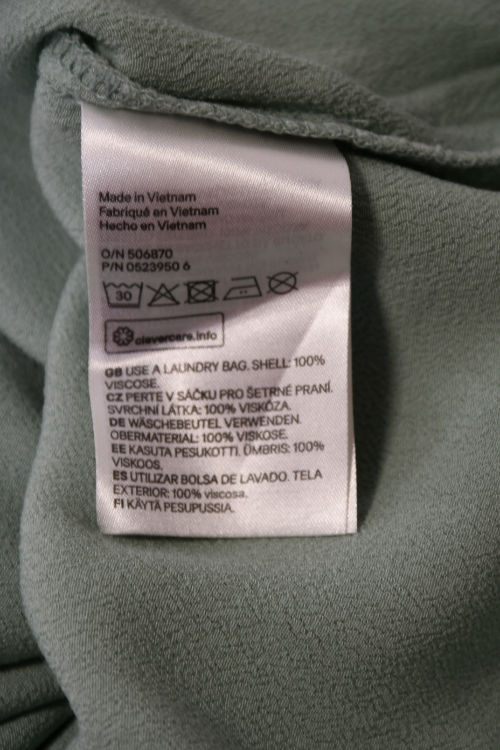 Made in Vietnam
Fabriqué en Vietnam
Hecho en Vietnam
O/N 506870
P/N 0523950 6
30
clevercare.info
GB USE A LAUNDRY BAG. SHELL: 100%
VISCOSE.
CZ PERTE V SÁČKU PRO ŠETRNÉ PRANÍ.
SVRCHNÍ LÁTKA: 100% VISKÓZA.
DE WÄSCHEBEUTEL VERWENDEN.
OBERMATERIAL: 100% VISKOSE.
EE KASUTA PESUKOTTI. ÜMBRIS: 100%
VISKOOS.
ES UTILIZAR BOLSA DE LAVADO. TELA
EXTERIOR: 100% viscosa.
FI KÄYTÄ PESUPUSSIA.